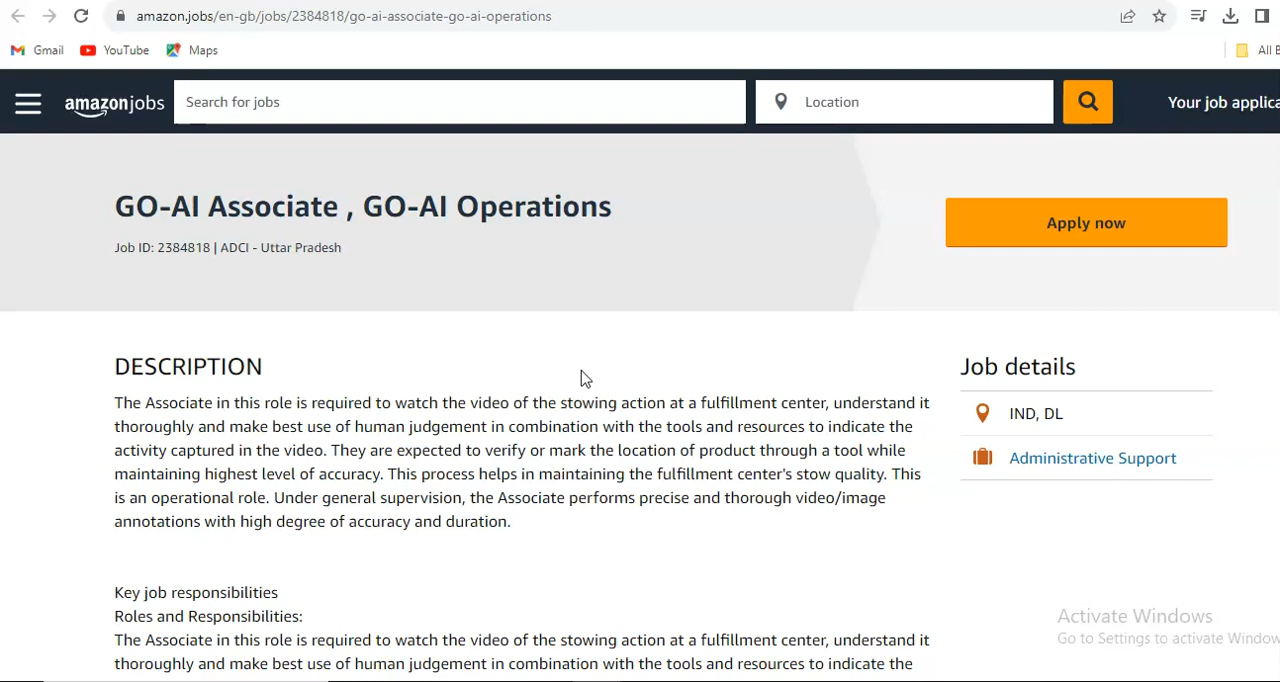 amazon.jobs/en-gb/jobs/2384818/go-ai-associate-go-ai-operations
Gmail YouTube Maps All B
amazonjobs Search for jobs Location Your job applica
GO-AI Associate , GO-AI Operations
Job ID: 2384818 | ADCI - Uttar Pradesh
Apply now
DESCRIPTION
The Associate in this role is required to watch the video of the stowing action at a fulfillment center, understand it
thoroughly and make best use of human judgement in combination with the tools and resources to indicate the
activity captured in the video. They are expected to verify or mark the location of product through a tool while
maintaining highest level of accuracy. This process helps in maintaining the fulfillment center's stow quality. This
is an operational role. Under general supervision, the Associate performs precise and thorough video/image
annotations with high degree of accuracy and duration.
Key job responsibilities
Roles and Responsibilities:
The Associate in this role is required to watch the video of the stowing action at a fulfillment center, understand it
thoroughly and make best use of human judgement in combination with the tools and resources to indicate the
Job details
IND, DL
Administrative Support
Activate Windows
Go to Settings to activate Window